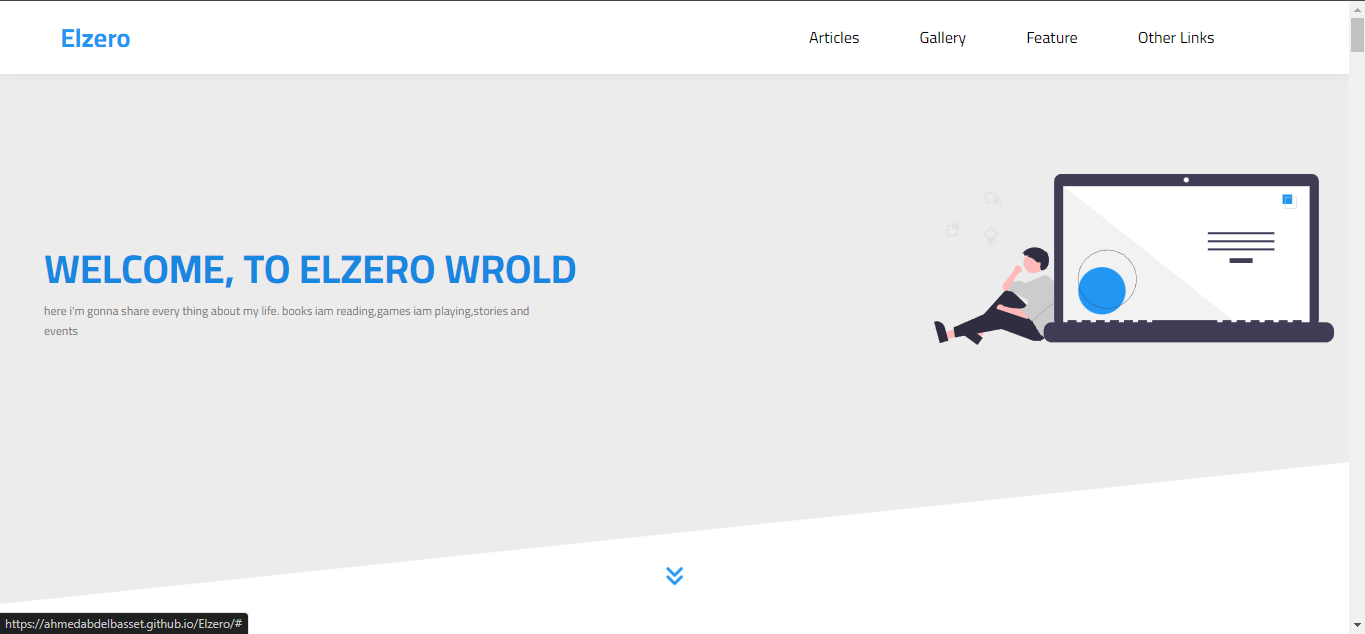 Elzero
Articles Gallery Feature Other Links
WELCOME, TO ELZERO WROLD
here i'm gonna share every thing about my life. books iam reading,games iam playing,stories and
events
https://ahmedabdelbasset.github.io/Elzero/#